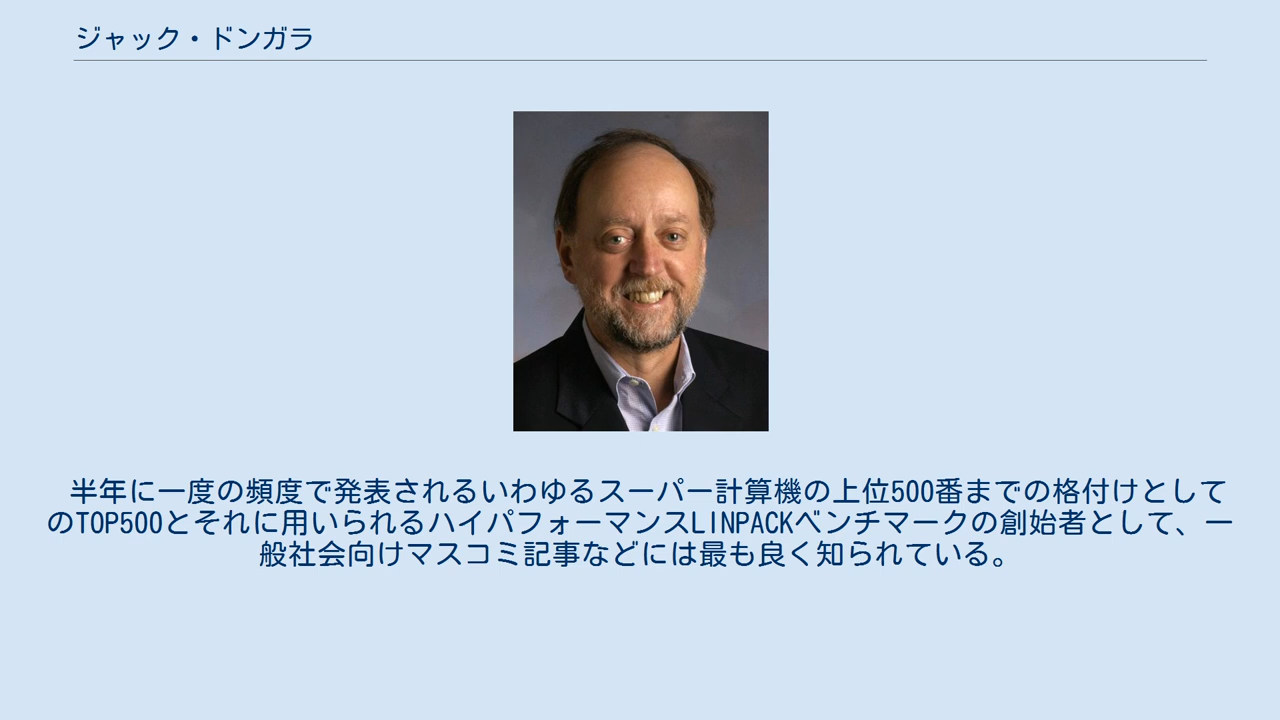 ジャック・ドンガラ
半年に一度の頻度で発表されるいわゆるスーパー計算機の上位500番までの格付けとして
のTOP500とそれに用いられるハイパフォーマンスLINPACKベンチマークの創始者として、一
般社会向けマスコミ記事などには最も良く知られている。